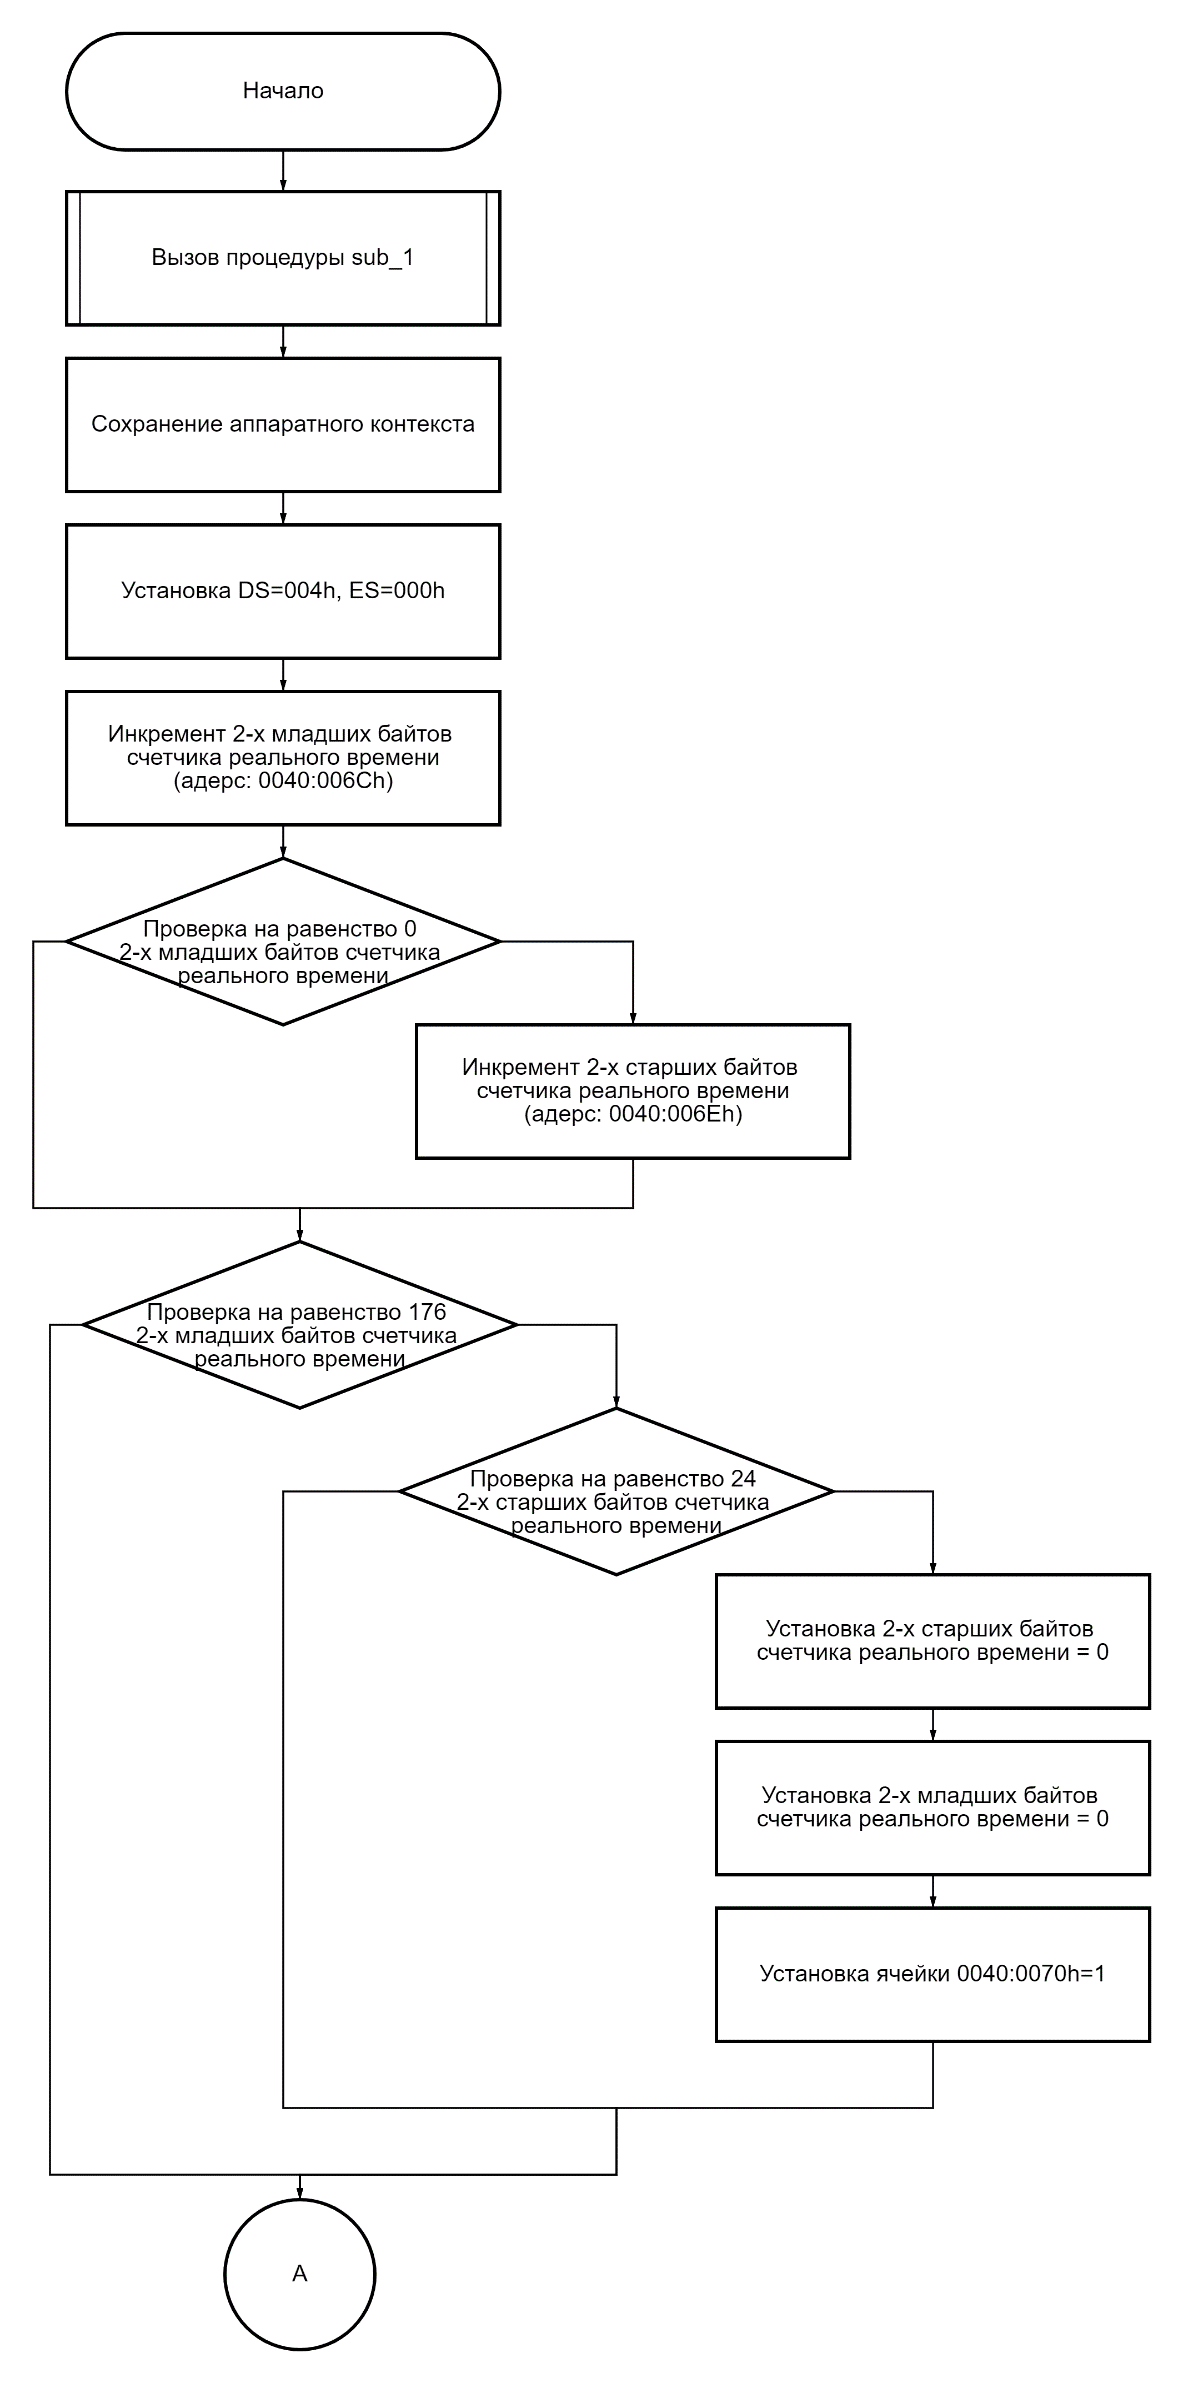 Начало
Вызов процедуры sub_1
Сохранение аппаратного контекста
Установка DS=004h, ES=000h
Инкремент 2-х младших байтов
счетчика реального времени
(адерс: 0040:006Ch)
Проверка на равенство 0
2-х младших байтов счетчика
реального времени
Инкремент 2-х старших байтов
счетчика реального времени
(адерс: 0040:006Eh)
Проверка на равенство 176
2-х младших байтов счетчика
реального времени
Проверка на равенство 24
2-х старших байтов счетчика
реального времени
Установка 2-х старших байтов
счетчика реального времени = 0
Установка 2-х младших байтов
счетчика реального времени = 0
Установка ячейки 0040:0070h=1
А